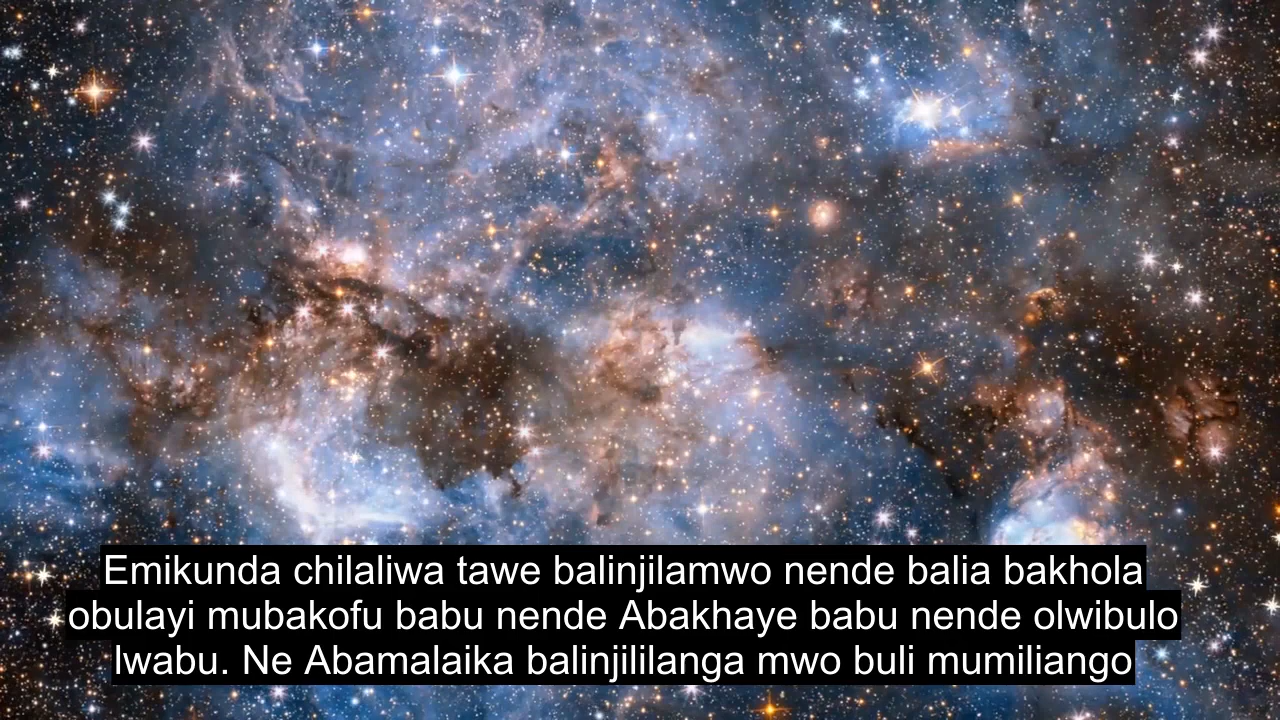 Emikunda chilaliwa tawe balinjilamwo nende balia bakhola
obulayi mubakofu babu nende Abakhaye babu nende olwibulo
lwabu. Ne Abamalaika balinjililanga mwo buli mumiliango